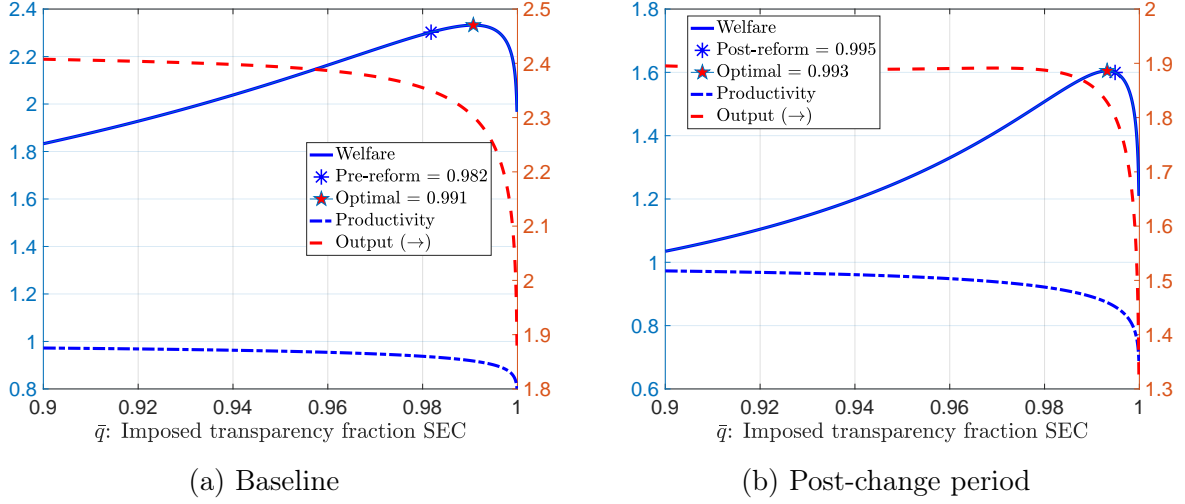 2.4
2.2
2
1.8
1.6
1.4
1.2
1
0.8
2.5
2.4
2.3
2.2
2.1
2
1.9
1.8
Welfare
Pre-reform = 0.982
Optimal = 0.991
Productivity
Output (→)
0.9 0.92 0.94 0.96 0.98 1
q̄: Imposed transparency fraction SEC
(a) Baseline
1.8
1.6
1.4
1.2
1
0.8
0.6
2
1.9
1.8
1.7
1.6
1.5
1.4
1.3
Welfare
Post-reform = 0.995
Optimal = 0.993
Productivity
Output (→)
0.9 0.92 0.94 0.96 0.98 1
q̄: Imposed transparency fraction SEC
(b) Post-change period